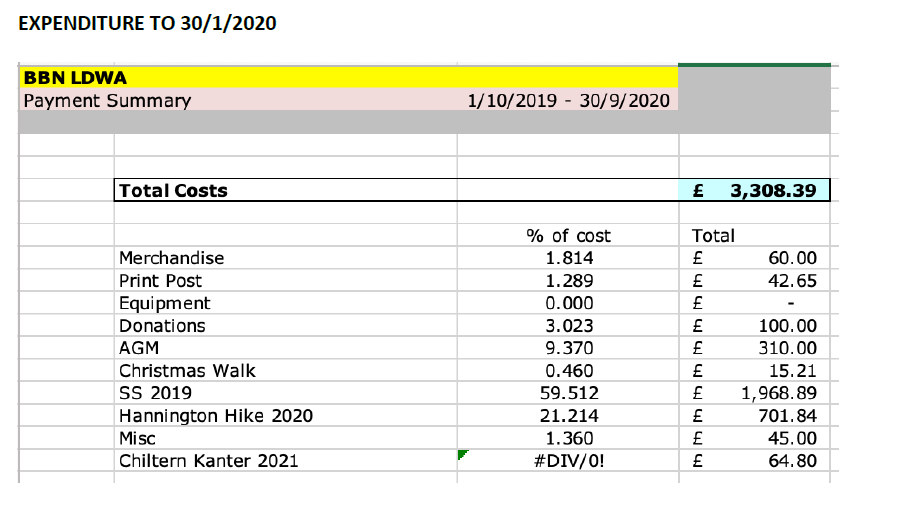 EXPENDITURE TO 30/1/2020
BBN LDWA
Payment Summary 1/10/2019 - 30/9/2020
Total Costs £ 3,308.39
% of cost Total
Merchandise 1.814 £ 60.00
Print Post 1.289 £ 42.65
Equipment 0.000 £ -
Donations 3.023 £ 100.00
AGM 9.370 £ 310.00
Christmas Walk 0.460 £ 15.21
SS 2019 59.512 £ 1,968.89
Hannington Hike 2020 21.214 £ 701.84
Misc 1.360 £ 45.00
Chiltern Kanter 2021 #DIV/0! £ 64.80